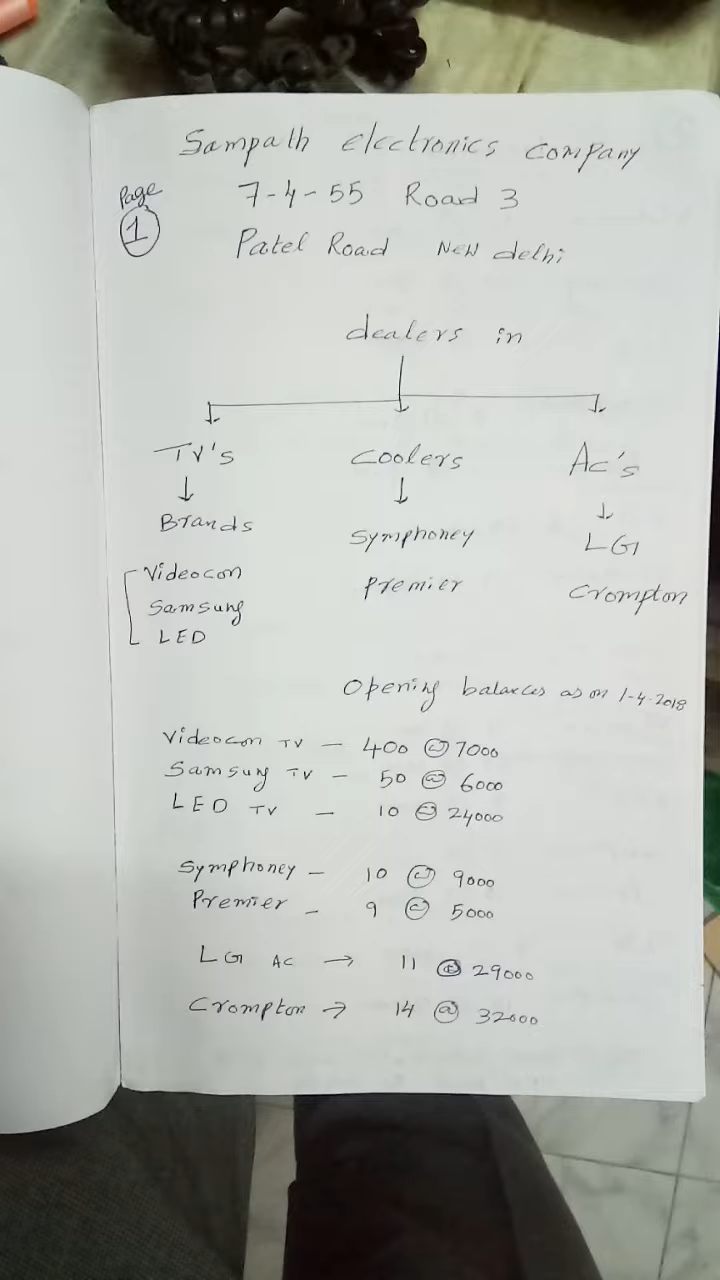 Sampath electronics company
Page
1
7-4-55 Road 3
Patel Road New delhi
dealers in
TV's Coolers Ac's
Brands
Symphoney LG
Videocon Premier Crompton
Samsung
LED
Opening balances as on 1-4-2018
Videocon TV - 400 @ 7000
Samsung TV - 50 @ 6000
LED TV - 10 @ 24000
Symphoney - 10 @ 9000
Premier - 9 @ 5000
LG AC → 11 @ 29000
Crompton → 14 @ 32000